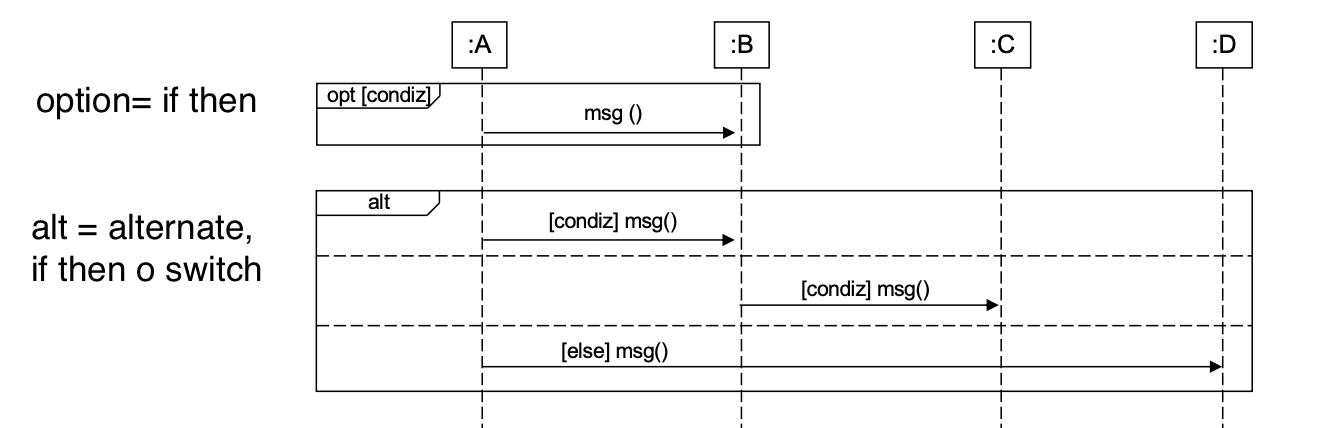 :A
:B
:C
:D
option= if then
opt [condiz]
msg ()
alt = alternate,
if then o switch
alt
[condiz] msg()
[condiz] msg()
[else] msg()